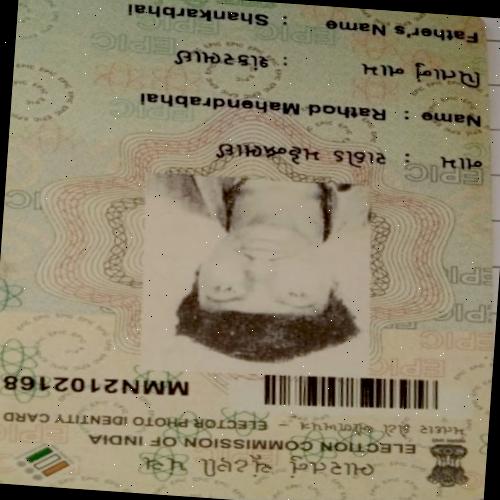 ભારતનું ચૂંટણી પંચ
ELECTION COMMISSION OF INDIA
મતદાર ફોટો ઓળખપત્ર - ELECTOR PHOTO IDENTITY CARD
MMN2102168
નામ : રાઠોડ મહેન્દ્રભાઈ
Name : Rathod Mahendrabhai
પિતાનું નામ : શંકરભાઈ
Father's Name : Shankarbhai